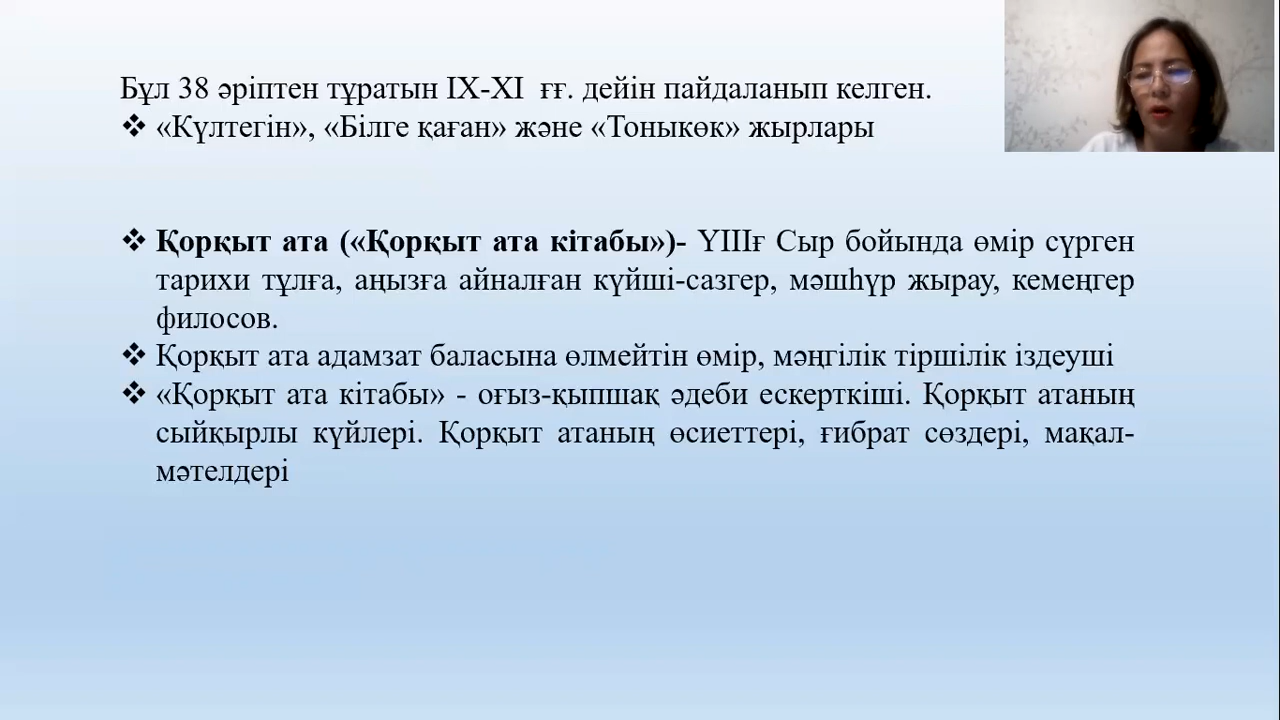 Бұл 38 әріптен тұратын IX-XI ғғ. дейін пайдаланып келген.
❖ «Күлтегін», «Білге қаған» және «Тоныкөк» жырлары
❖ Қорқыт ата («Қорқыт ата кітабы»)- ҮІІІғ Сыр бойында өмір сүрген
тарихи тұлға, аңызға айналған күйші-сазгер, мәшһүр жырау, кемеңгер
филосов.
❖ Қорқыт ата адамзат баласына өлмейтін өмір, мәңгілік тіршілік іздеуші
❖ «Қорқыт ата кітабы» - оғыз-қыпшақ әдеби ескерткіші. Қорқыт атаның
сыйқырлы күйлері. Қорқыт атаның өсиеттері, ғибрат сөздері, мақал-
мәтелдері